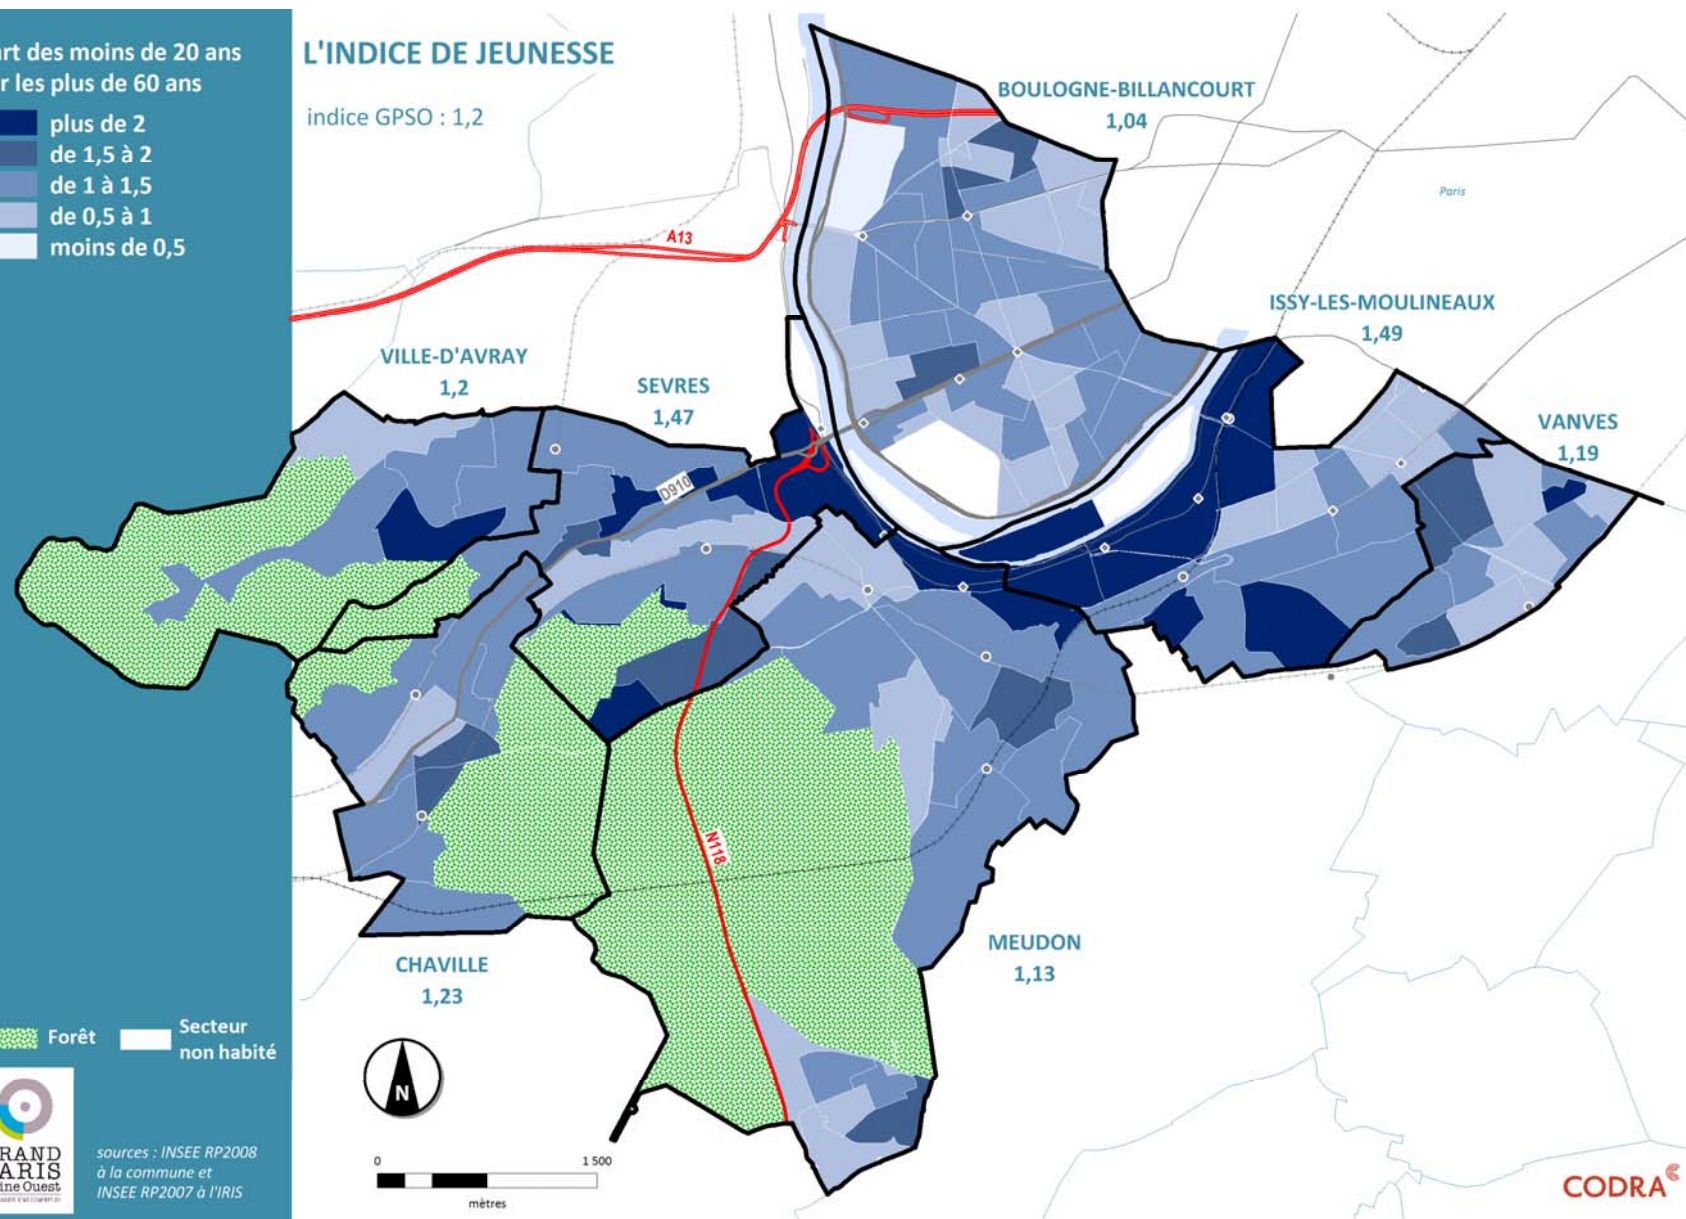 rt des moins de 20 ans
r les plus de 60 ans
plus de 2
de 1,5 à 2
de 1 à 1,5
de 0,5 à 1
moins de 0,5
L'INDICE DE JEUNESSE
indice GPSO : 1,2
BOULOGNE-BILLANCOURT
1,04
Paris
A13
ISSY-LES-MOULINEAUX
1,49
VILLE-D'AVRAY
1,2
SEVRES
1,47
VANVES
1,19
D910
N118
MEUDON
1,13
CHAVILLE
1,23
Forêt
Secteur
non habité
N
0 1 500
mètres
RAND
ARIS
ine Ouest
sources : INSEE RP2008
à la commune et
INSEE RP2007 à l'IRIS
CODRA